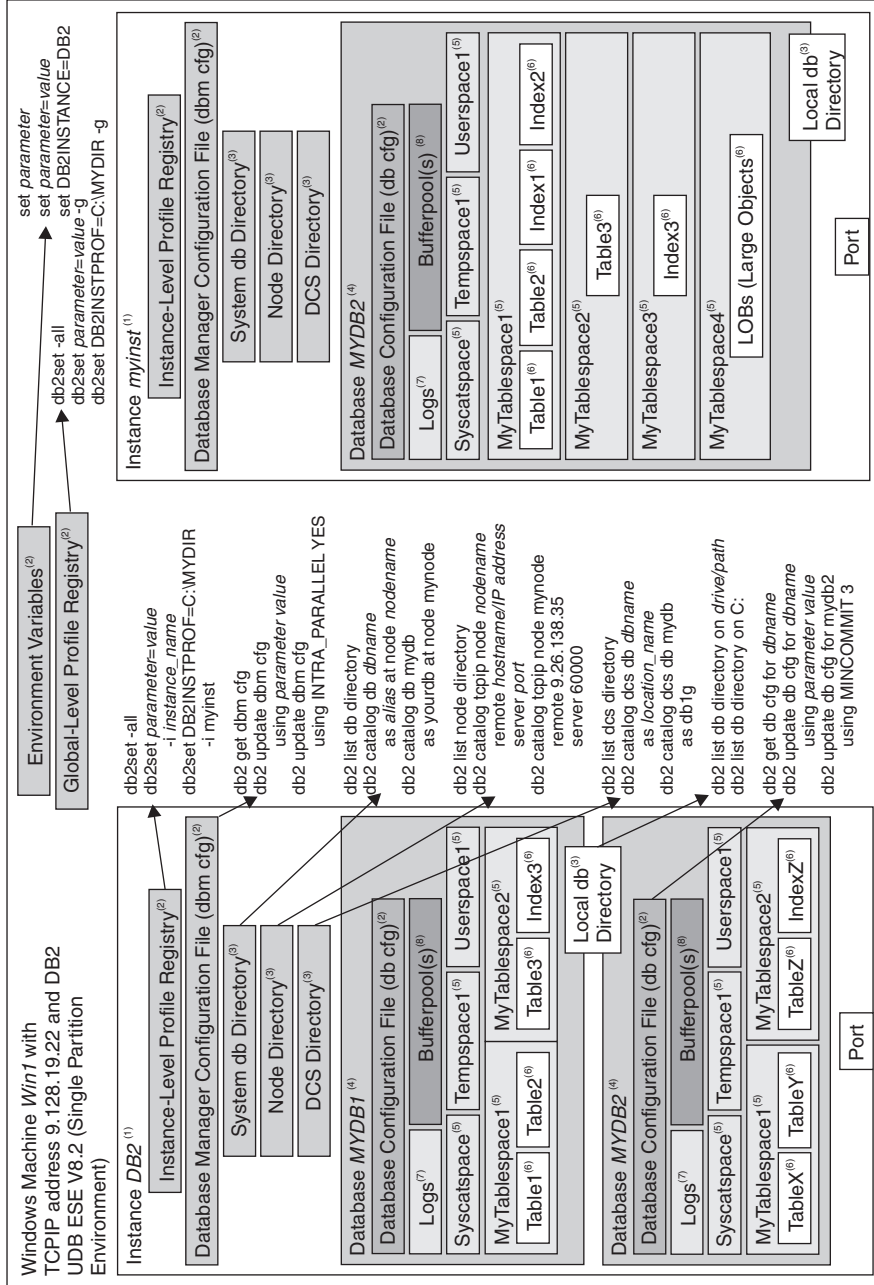 Windows Machine Win1 with
TCPIP address 9.128.19.22 and DB2
UDB ESE V8.2 (Single Partition
Environment)
Environment Variables(2)
Global-Level Profile Registry(2)
set parameter
set parameter=value
set DB2INSTANCE=DB2
db2set -all
db2set parameter=value -g
db2set DB2INSTPROF=C:\MYDIR -g
Instance DB2 (1)
Instance-Level Profile Registry(2)
Database Manager Configuration File (dbm cfg)(2)
System db Directory(3)
Node Directory(3)
DCS Directory(3)
Database MYDB1 (4)
Database Configuration File (db cfg)(2)
Logs(7)
Bufferpool(s)(8)
Syscatspace(5)
Tempspace1(5)
Userspace1(5)
MyTablespace1(5)
Table1(6)
Table2(6)
MyTablespace2(5)
Table3(6)
Index3(6)
Local db(3)
Directory
Database MYDB2 (4)
Database Configuration File (db cfg)(2)
Logs(7)
Bufferpool(s)(8)
Syscatspace(5)
Tempspace1(5)
Userspace1(5)
MyTablespace1(5)
TableX(6)
TableY(6)
MyTablespace2(5)
TableZ(6)
IndexZ(6)
Port
db2set -all
db2set parameter=value
-i instance_name
db2set DB2INSTPROF=C:\MYDIR
-i myinst
db2 get dbm cfg
db2 update dbm cfg
using parameter value
db2 update dbm cfg
using INTRA_PARALLEL YES
db2 list db directory
db2 catalog db dbname
as alias at node nodename
db2 catalog db mydb
as yourdb at node mynode
db2 list node directory
db2 catalog tcpip node nodename
remote hostname/IP address
server port
db2 catalog tcpip node mynode
remote 9.26.138.35
server 60000
db2 list dcs directory
db2 catalog dcs db dbname
as location_name
db2 catalog dcs db mydb
as db1g
db2 list db directory on drive/path
db2 list db directory on C:
db2 get db cfg for dbname
db2 update db cfg for dbname
using parameter value
db2 update db cfg for mydb2
using MINCOMMIT 3
Instance myinst (1)
Instance-Level Profile Registry(2)
Database Manager Configuration File (dbm cfg)(2)
System db Directory(3)
Node Directory(3)
DCS Directory(3)
Database MYDB2 (4)
Database Configuration File (db cfg)(2)
Logs(7)
Bufferpool(s) (8)
Syscatspace(5)
Tempspace1(5)
Userspace1(5)
MyTablespace1(5)
Table1(6)
Table2(6)
Index1(6)
Index2(6)
MyTablespace2(5)
Table3(6)
MyTablespace3(5)
Index3(6)
MyTablespace4(5)
LOBs (Large Objects(6)
Local db(3)
Directory
Port